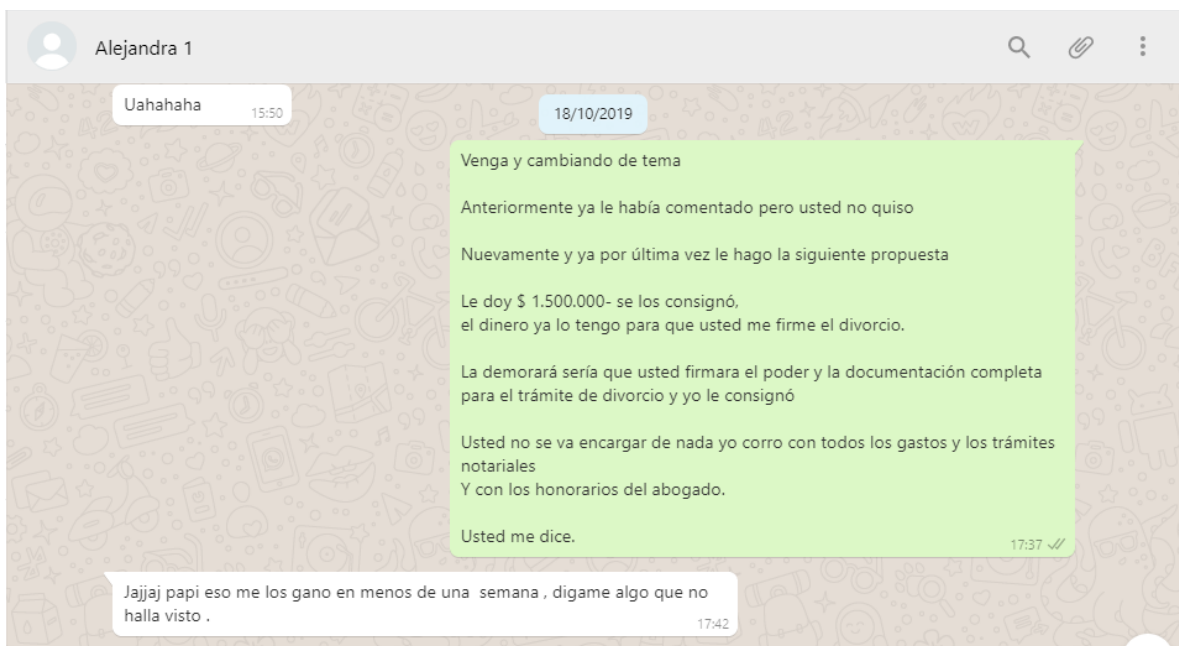 Alejandra 1
Uahahaha
15:50
18/10/2019
Venga y cambiando de tema
Anteriormente ya le había comentado pero usted no quiso
Nuevamente y ya por última vez le hago la siguiente propuesta
Le doy $ 1.500.000- se los consignó,
el dinero ya lo tengo para que usted me firme el divorcio.
La demorará sería que usted firmara el poder y la documentación completa
para el trámite de divorcio y yo le consignó
Usted no se va encargar de nada yo corro con todos los gastos y los trámites
notariales
Y con los honorarios del abogado.
Usted me dice.
17:37
Jajjaj papi eso me los gano en menos de una semana , digame algo que no
halla visto .
17:42